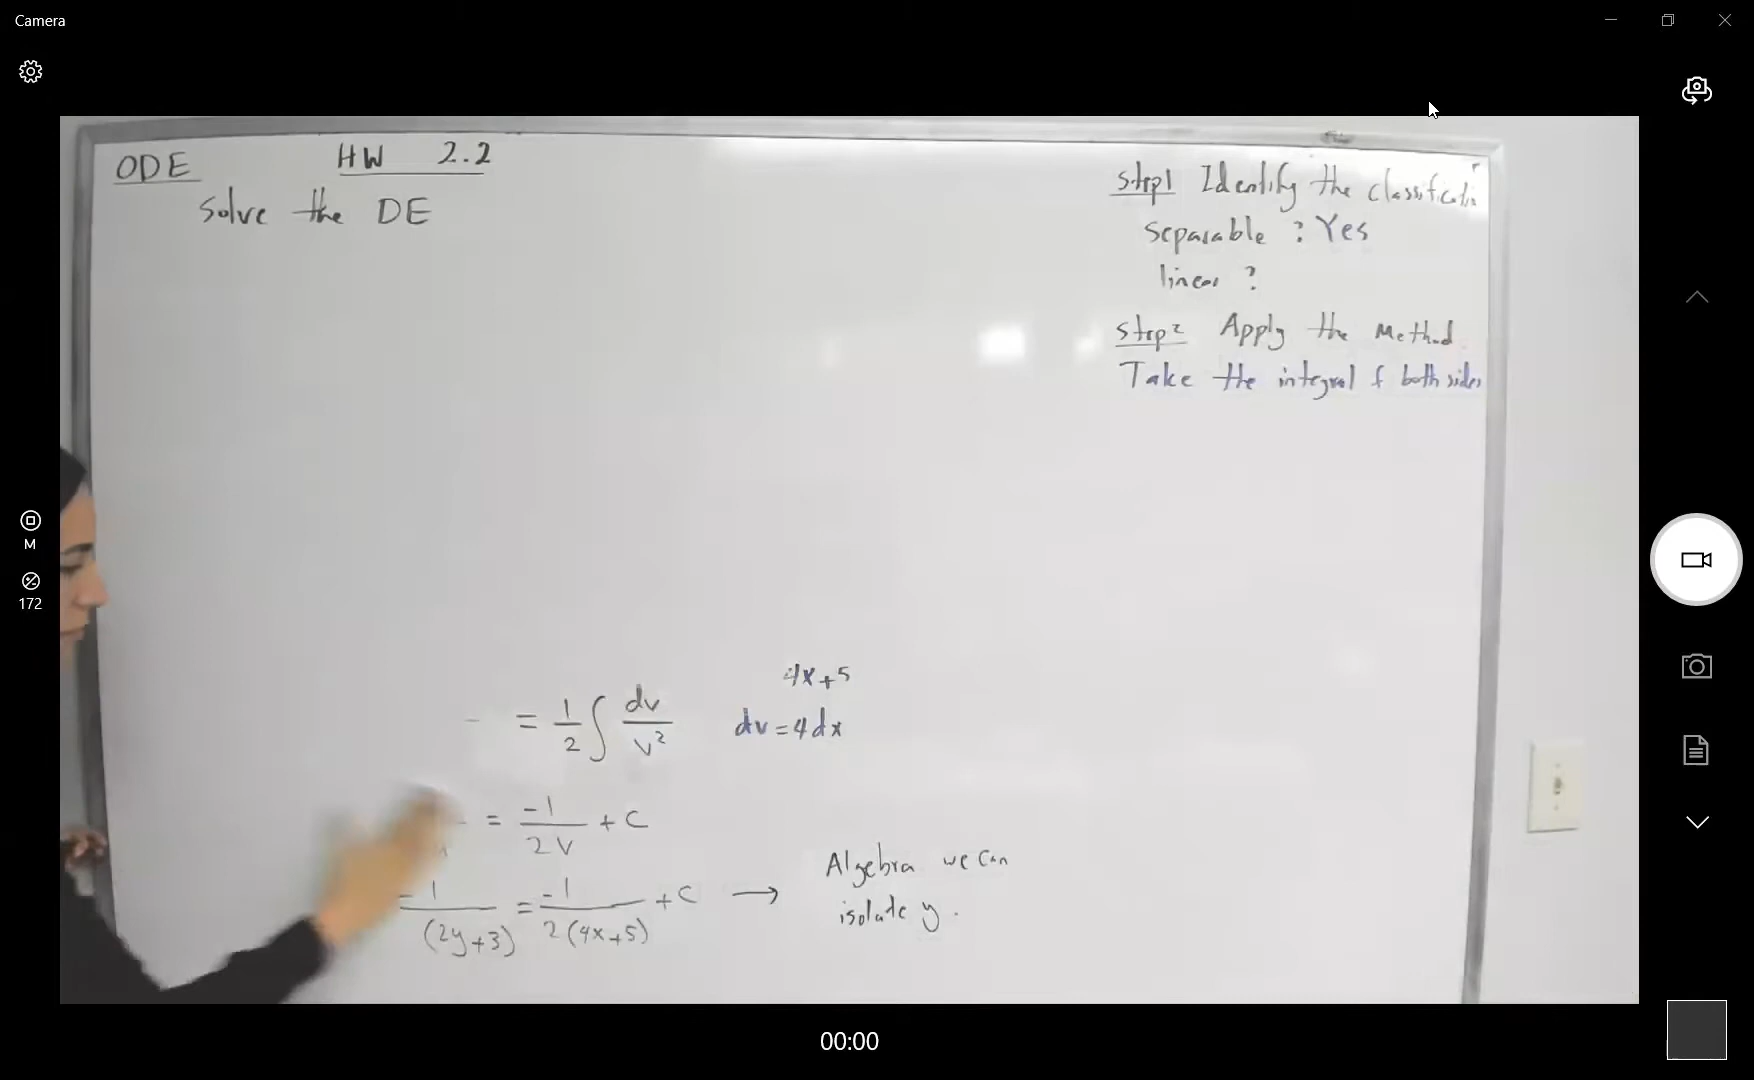 Camera
ODE HW 2.2
Solve the DE
Step1 Identify the classificatin
separable ? Yes
linear ?
Step2 Apply the Method
Take the integral of both sides
4x+5
= 1/2 ∫ dv/v² dv = 4dx
= -1/2v + C
-1/(2y+3) = -1/2(4x+5) + C → Algebra we can
isolate y.
M
172
00:00